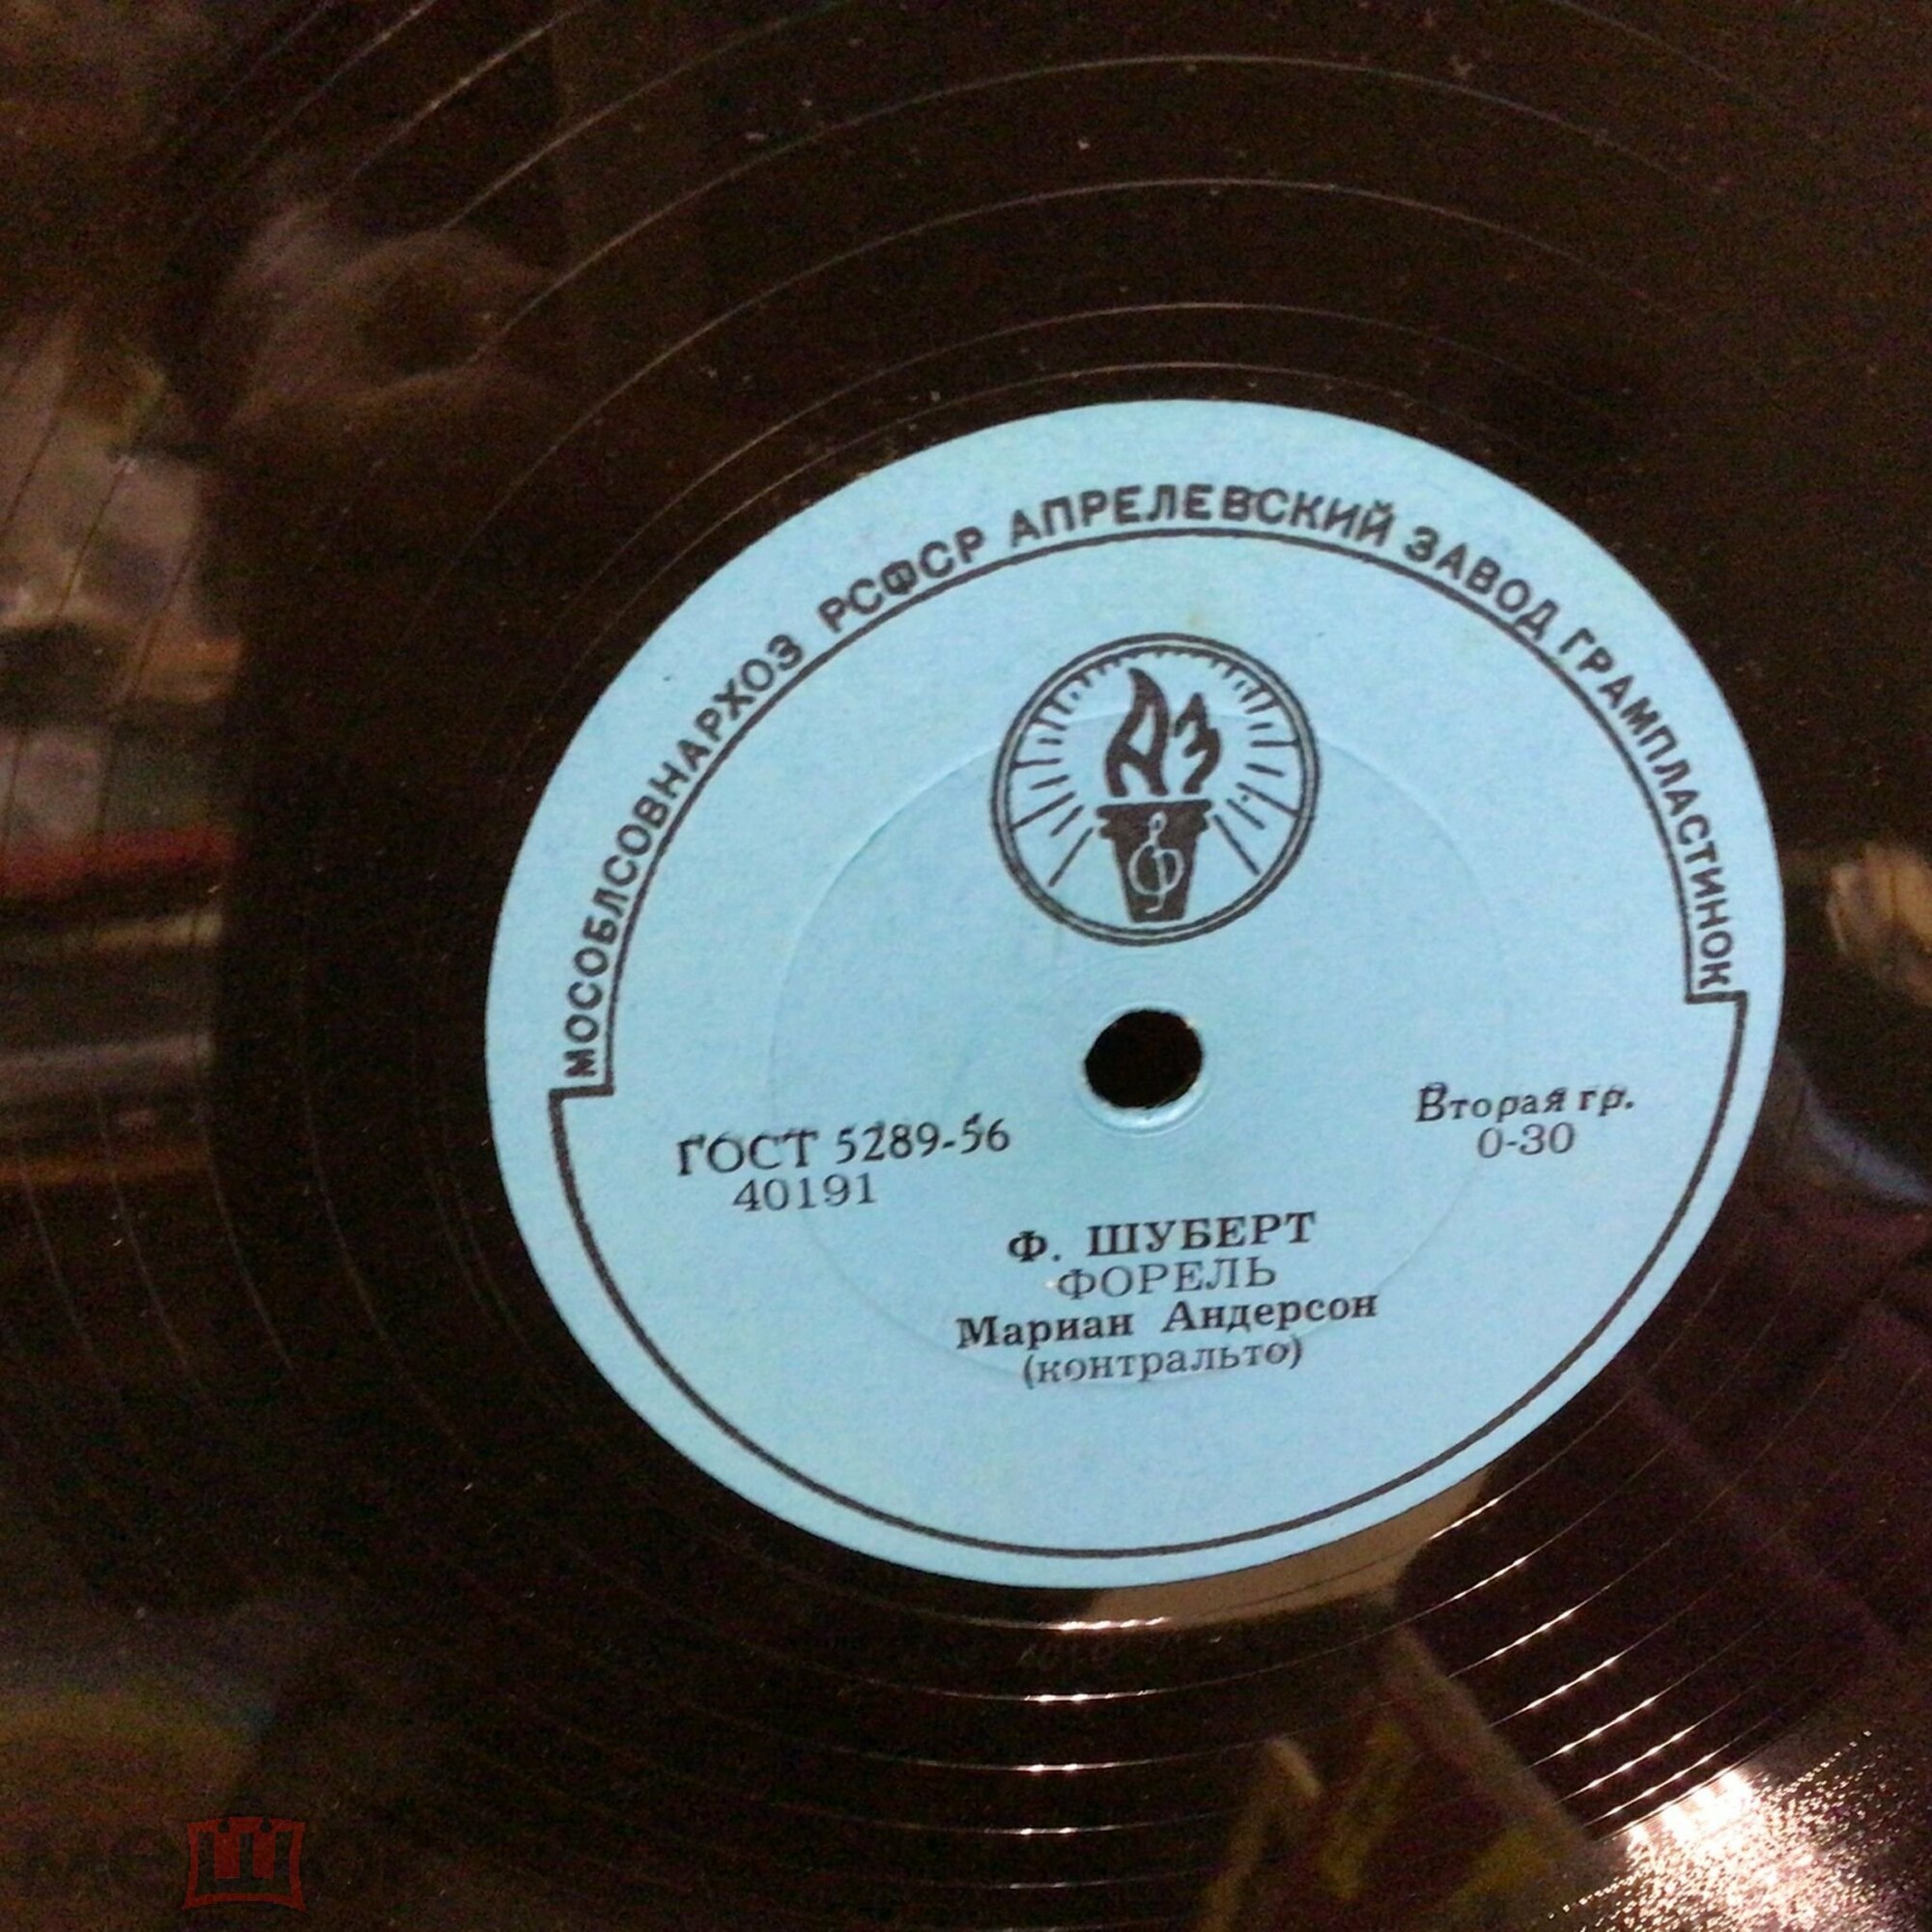 МОСОБЛСОВНАРХОЗ РСФСР АПРЕЛЕВСКИЙ ЗАВОД ГРАМПЛАСТИНОК
АЗ
ГОСТ 5289-56
40191
Вторая гр.
0-30
Ф. ШУБЕРТ
ФОРЕЛЬ
Мариан Андерсон
(контральто)